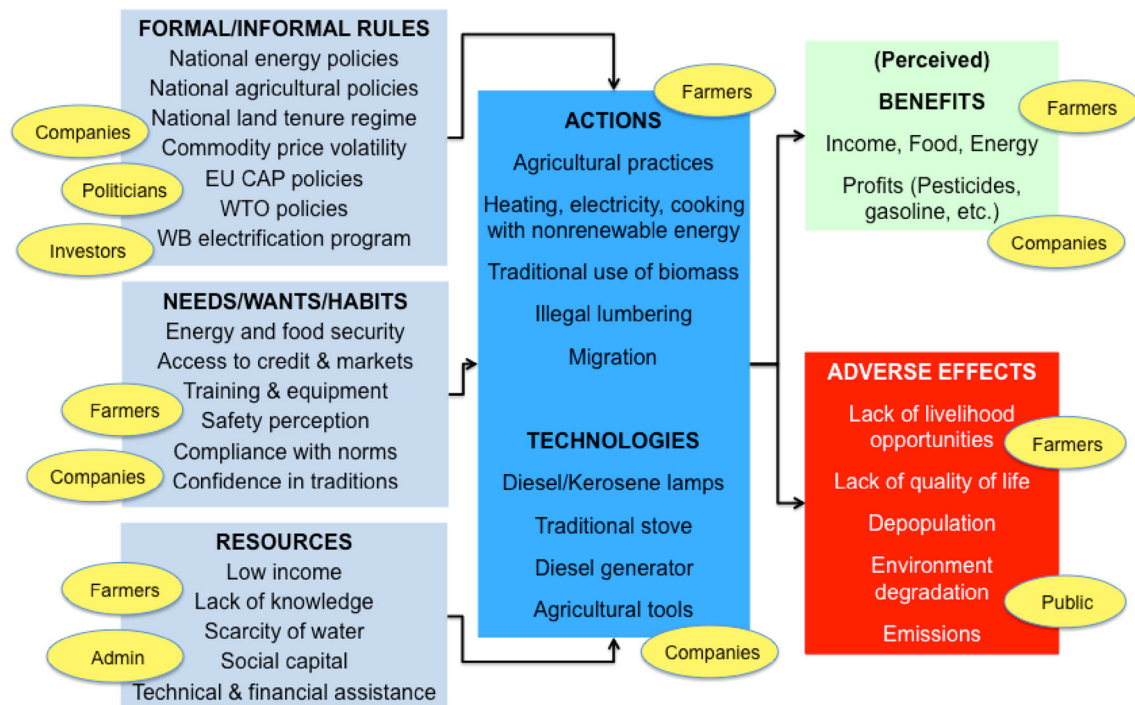 FORMAL/INFORMAL RULES
National energy policies
National agricultural policies
National land tenure regime
Commodity price volatility
EU CAP policies
WTO policies
WB electrification program
Companies
Politicians
Investors
NEEDS/WANTS/HABITS
Energy and food security
Access to credit & markets
Training & equipment
Safety perception
Compliance with norms
Confidence in traditions
Farmers
Companies
RESOURCES
Low income
Lack of knowledge
Scarcity of water
Social capital
Technical & financial assistance
Farmers
Admin
Farmers
ACTIONS
Agricultural practices
Heating, electricity, cooking
with nonrenewable energy
Traditional use of biomass
Illegal lumbering
Migration
TECHNOLOGIES
Diesel/Kerosene lamps
Traditional stove
Diesel generator
Agricultural tools
Companies
(Perceived)
BENEFITS
Farmers
Income, Food, Energy
Profits (Pesticides,
gasoline, etc.)
Companies
ADVERSE EFFECTS
Lack of livelihood
opportunities
Farmers
Lack of quality of life
Depopulation
Environment
degradation
Public
Emissions